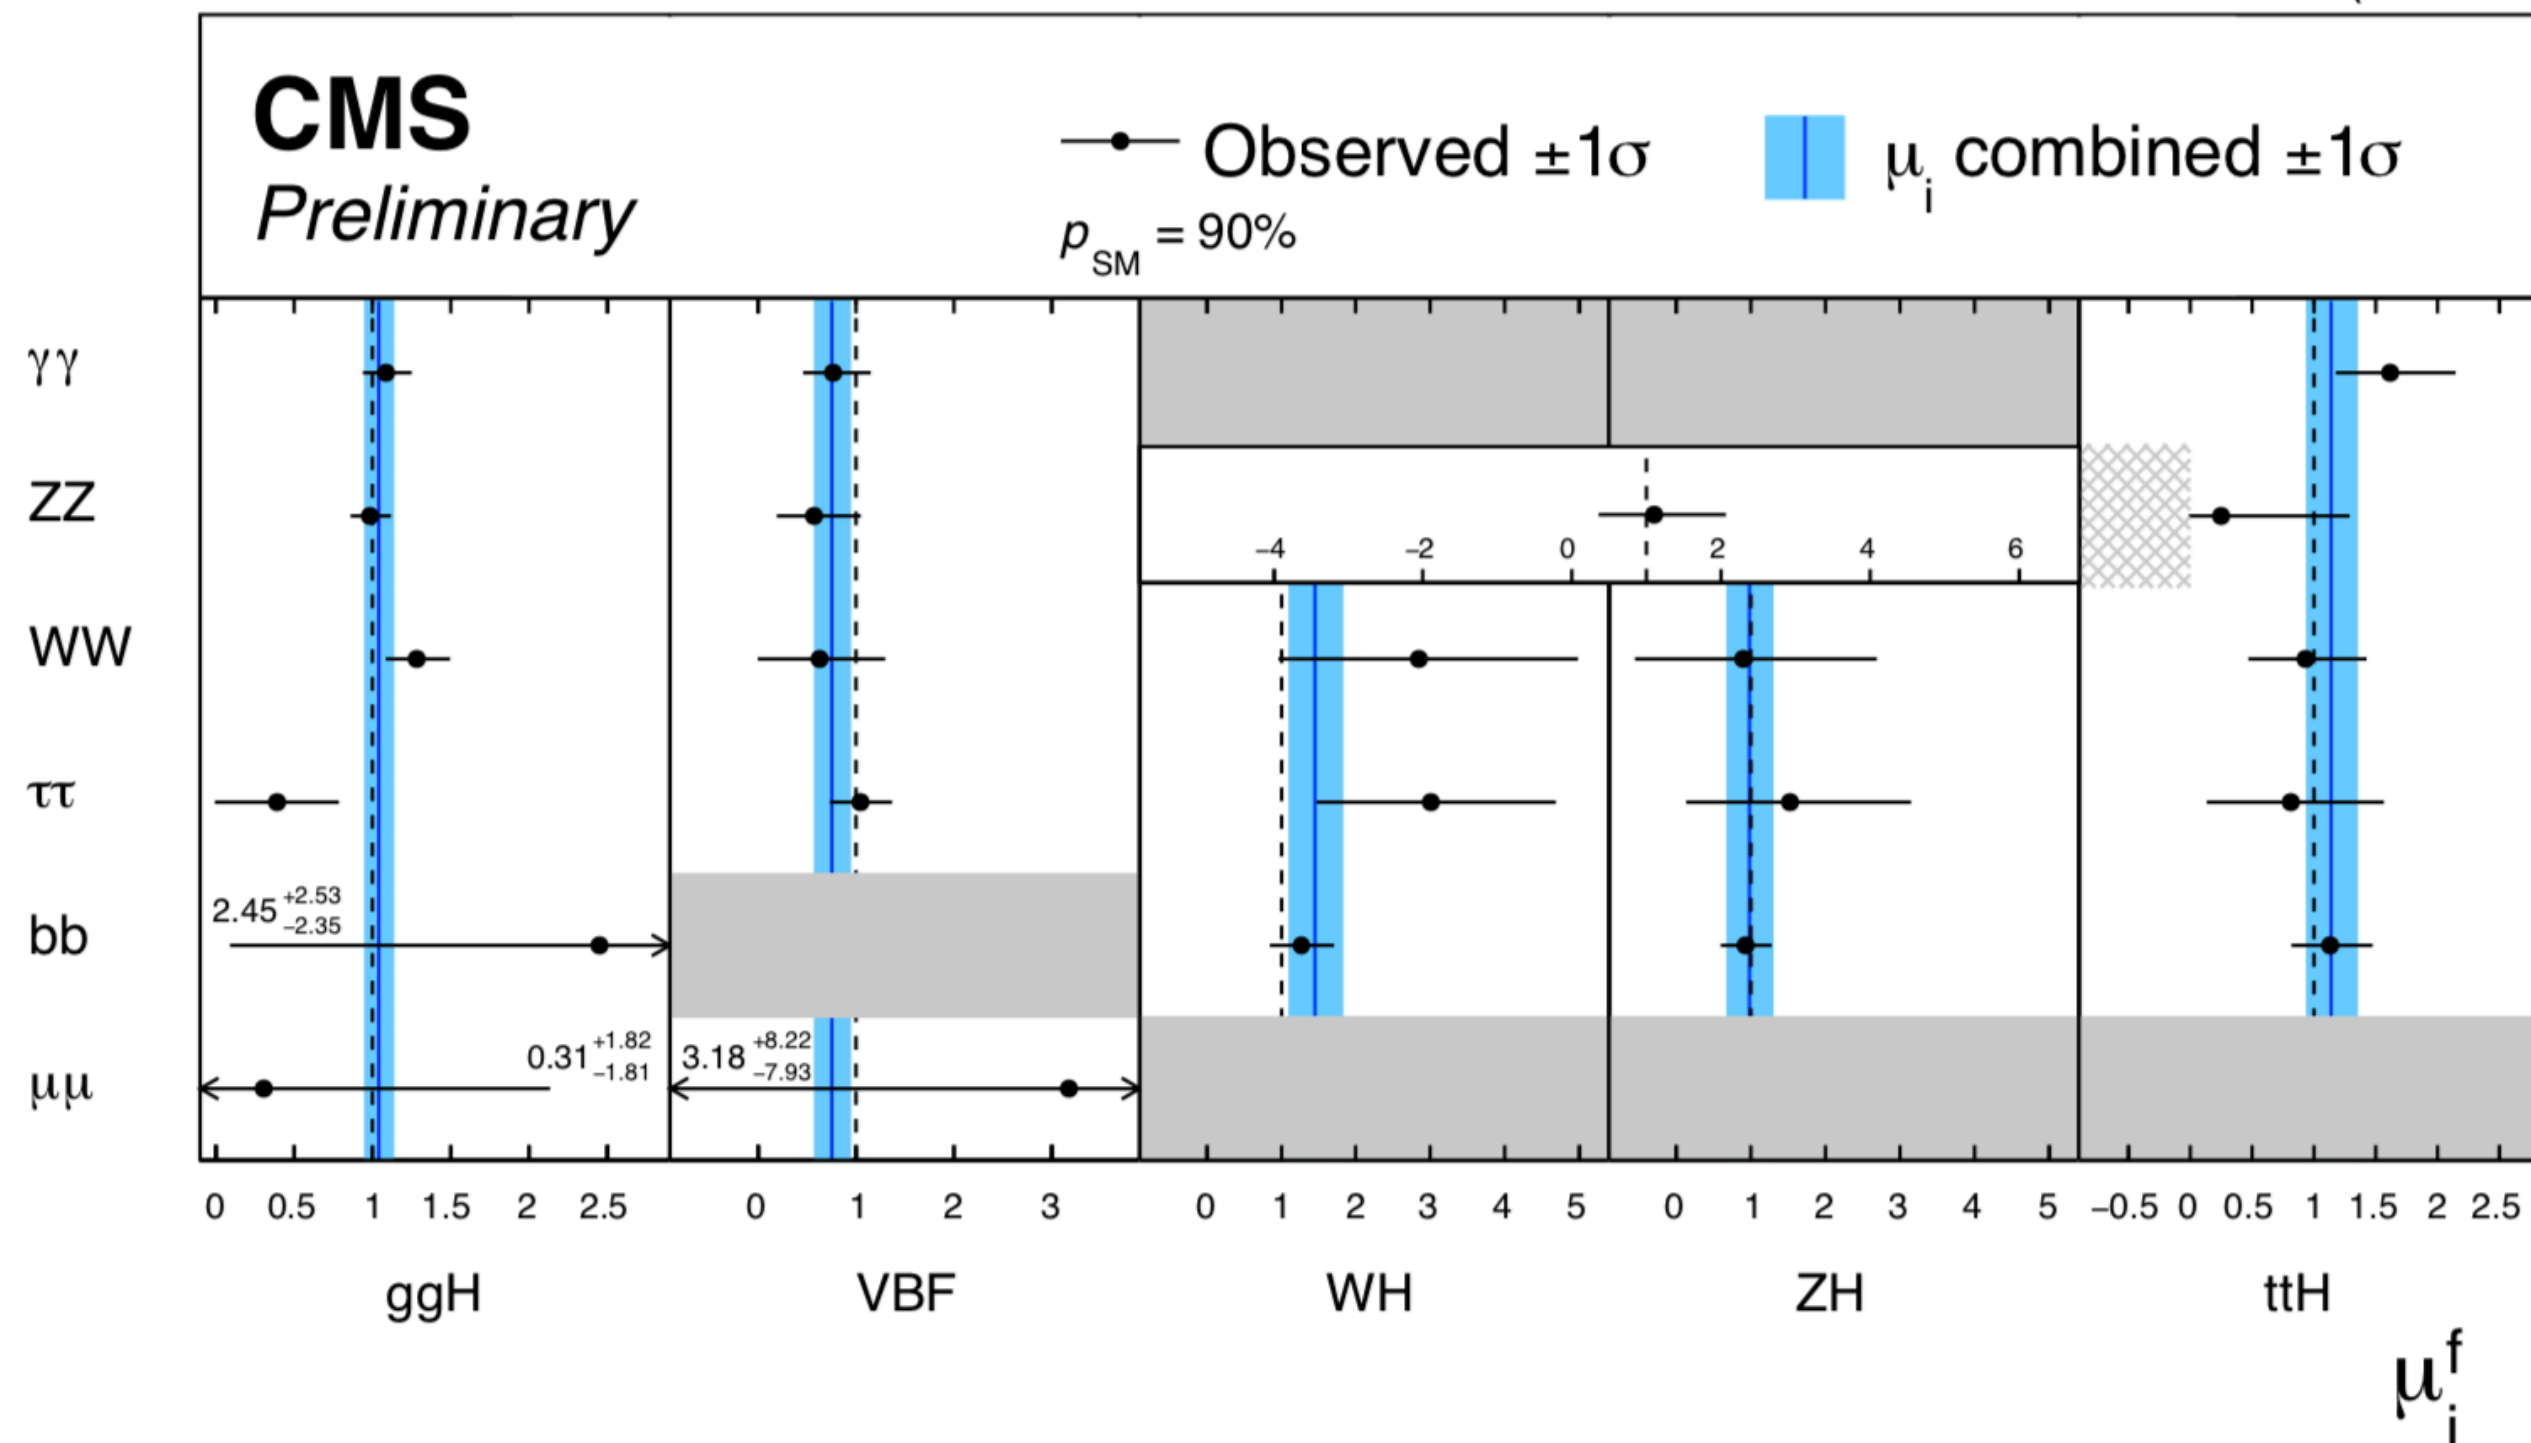 CMS
Preliminary
Observed ±1σ
μi combined ±1σ
pSM = 90%
γγ
ZZ
−4 −2 0 2 4 6
WW
ττ
bb
2.45 +2.53 −2.35
μμ
0.31 +1.82 −1.81
3.18 +8.22 −7.93
0 0.5 1 1.5 2 2.5 0 1 2 3 0 1 2 3 4 5 0 1 2 3 4 5 −0.5 0 0.5 1 1.5 2 2.5
ggH VBF WH ZH ttH
μif